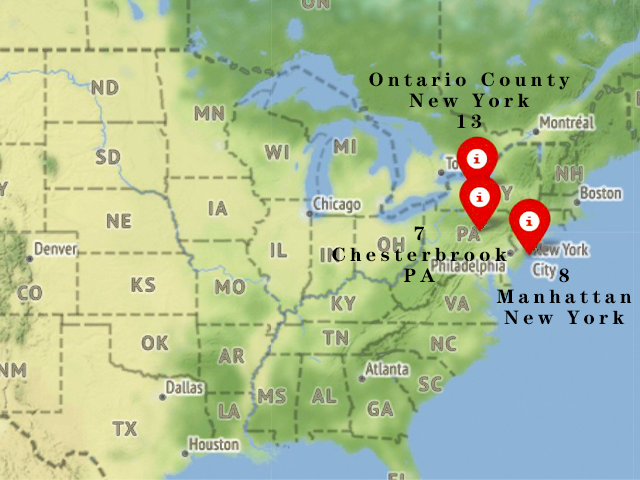 ON
ND
MN
Ontario County
New York
13
Montréal
SD
WI
MI
To
NH
Boston
NE
IA
Chicago
Y
PA
Denver
IL
OH
7
Chesterbrook
PA
Philadelphia
New York
City
8
Manhattan
New York
CO
KS
MO
KY
VA
OK
TN
NC
NM
AR
Atlanta
SC
Dallas
MS
AL
GA
LA
TX
Houston